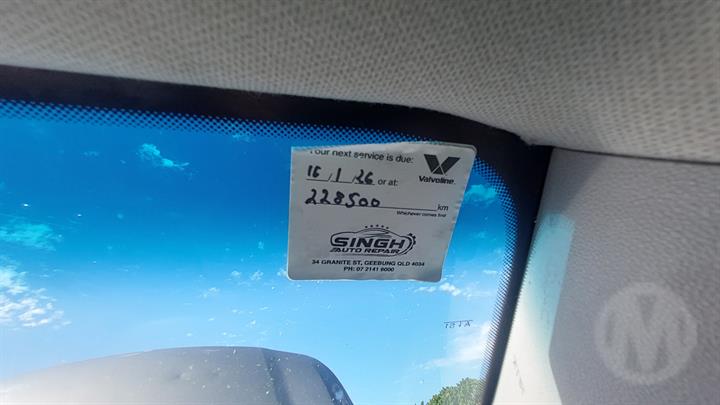 Your next service is due:
16/1/26 or at:
Valvoline
228500 km
Whichever comes first
SINGH
AUTO REPAIR
34 GRANITE ST, GEEBUNG QLD 4034
PH: 07 2141 8000
M